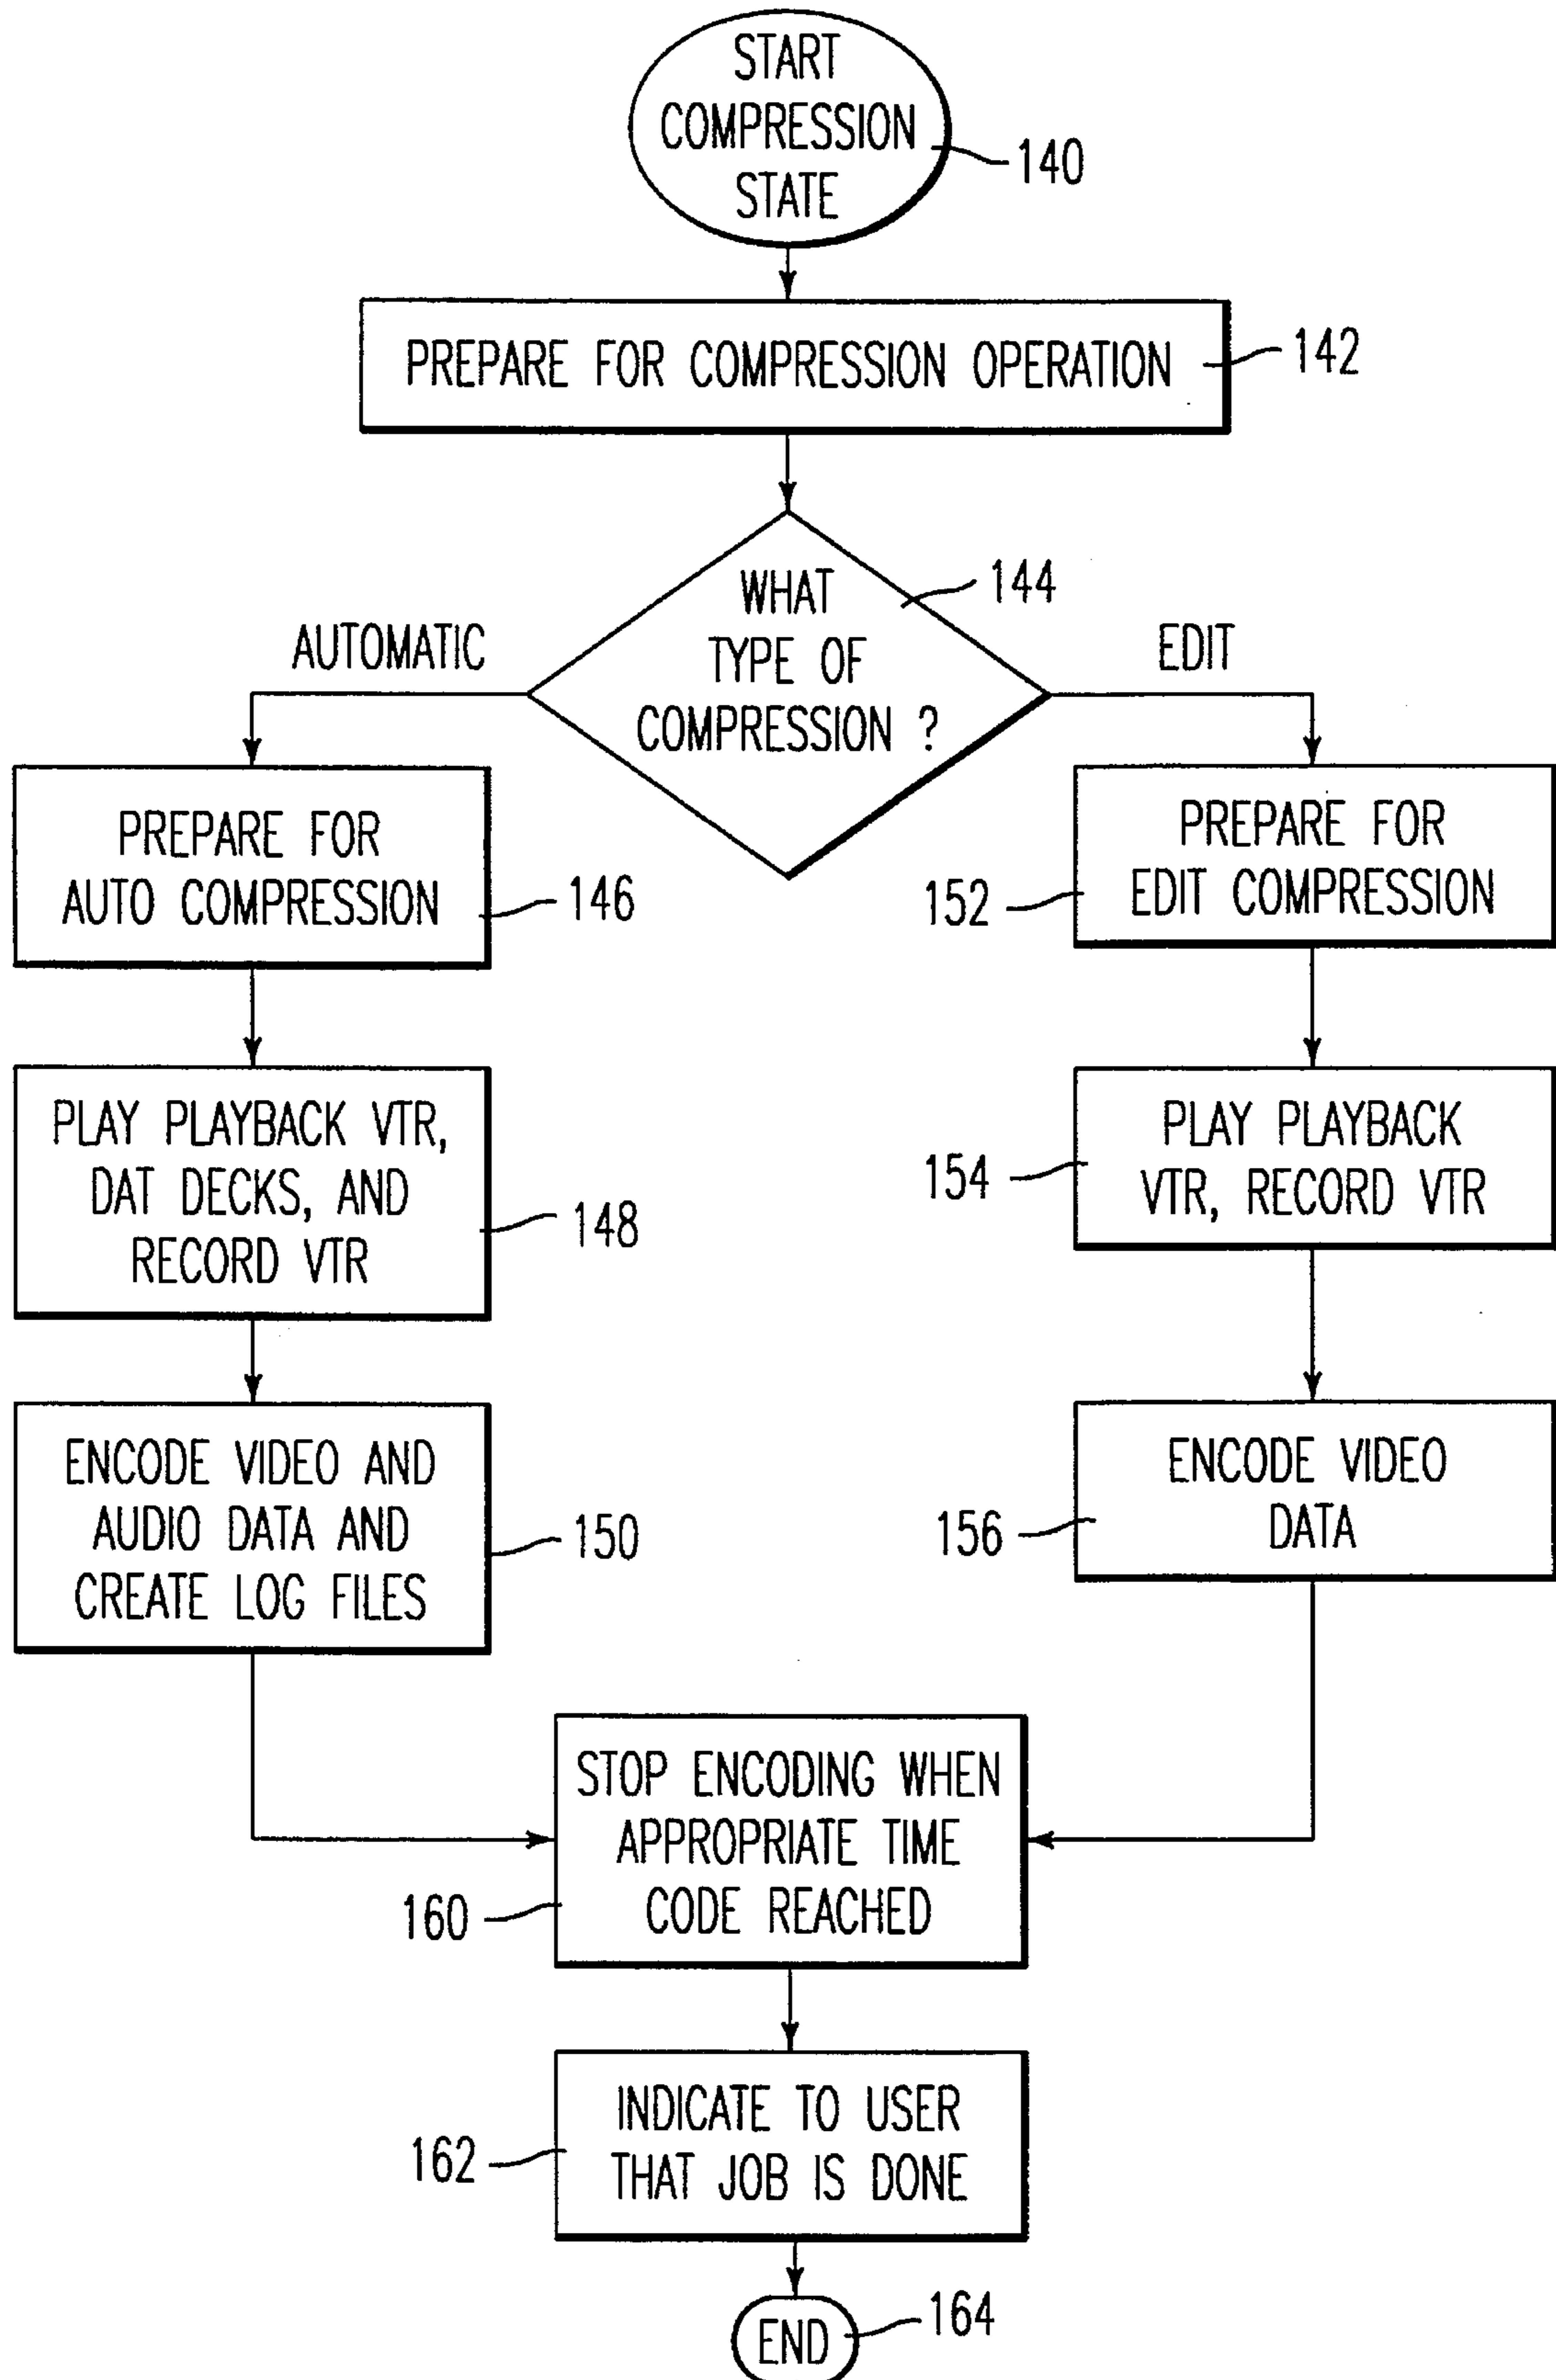 START
COMPRESSION
STATE
140
PREPARE FOR COMPRESSION OPERATION
142
WHAT
TYPE OF
COMPRESSION ?
144
AUTOMATIC
EDIT
PREPARE FOR
AUTO COMPRESSION
146
152
PREPARE FOR
EDIT COMPRESSION
PLAY PLAYBACK VTR,
DAT DECKS, AND
RECORD VTR
148
154
PLAY PLAYBACK
VTR, RECORD VTR
ENCODE VIDEO AND
AUDIO DATA AND
CREATE LOG FILES
150
156
ENCODE VIDEO
DATA
STOP ENCODING WHEN
APPROPRIATE TIME
CODE REACHED
160
INDICATE TO USER
THAT JOB IS DONE
162
END
164